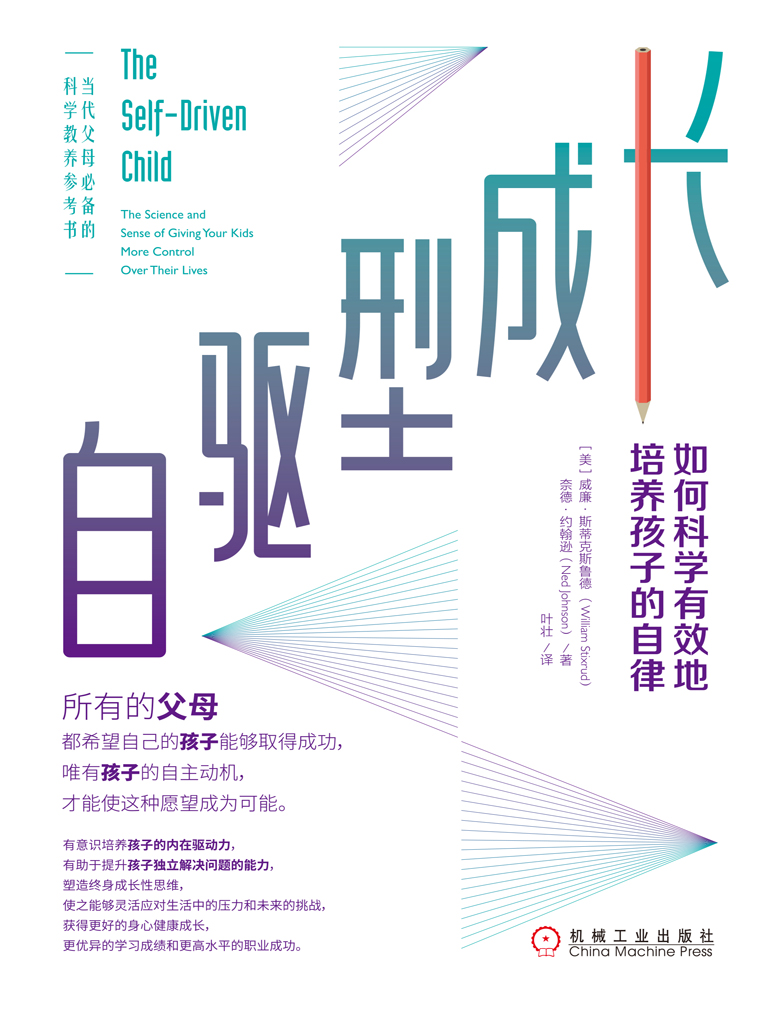 当代父母必备的
科学教养参考书
The
Self-Driven
Child
The Science and
Sense of Giving Your Kids
More Control
Over Their Lives
自驱型成长
如何科学有效地
培养孩子的自律
[美] 威廉·斯蒂克斯鲁德 (William Stixrud)
奈德·约翰逊 (Ned Johnson) / 著
叶壮 / 译
所有的父母
都希望自己的孩子能够取得成功,
唯有孩子的自主动机,
才能使这种愿望成为可能。
有意识培养孩子的内在驱动力,
有助于提升孩子独立解决问题的能力,
塑造终身成长性思维,
使之能够灵活应对生活中的压力和未来的挑战,
获得更好的身心健康成长,
更优异的学习成绩和更高水平的职业成功。
机械工业出版社
China Machine Press